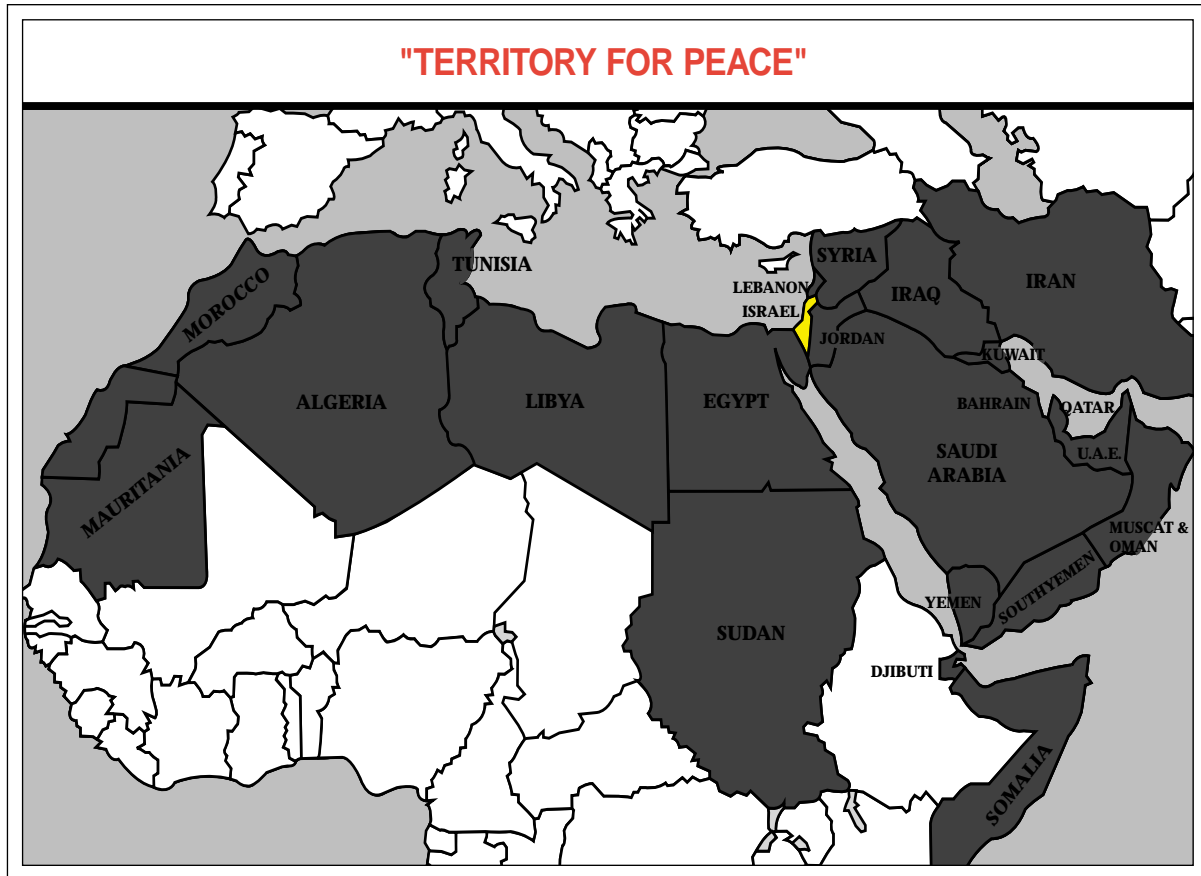 "TERRITORY FOR PEACE"
SYRIA
TUNISIA
IRAN
LEBANON
IRAQ
MOROCCO
ISRAEL
JORDAN
KUWAIT
ALGERIA
LIBYA
EGYPT
BAHRAIN
QATAR
SAUDI
ARABIA
U.A.E.
MAURITANIA
MUSCAT &
OMAN
SOUTHYEMEN
YEMEN
SUDAN
DJIBUTI
SOMALIA